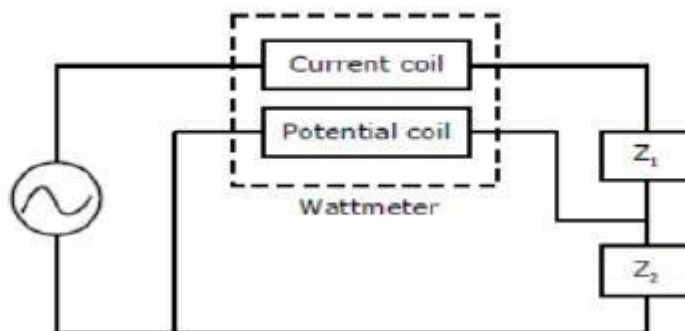 Current coil
Potential coil
Wattmeter
Z₁
Z₂